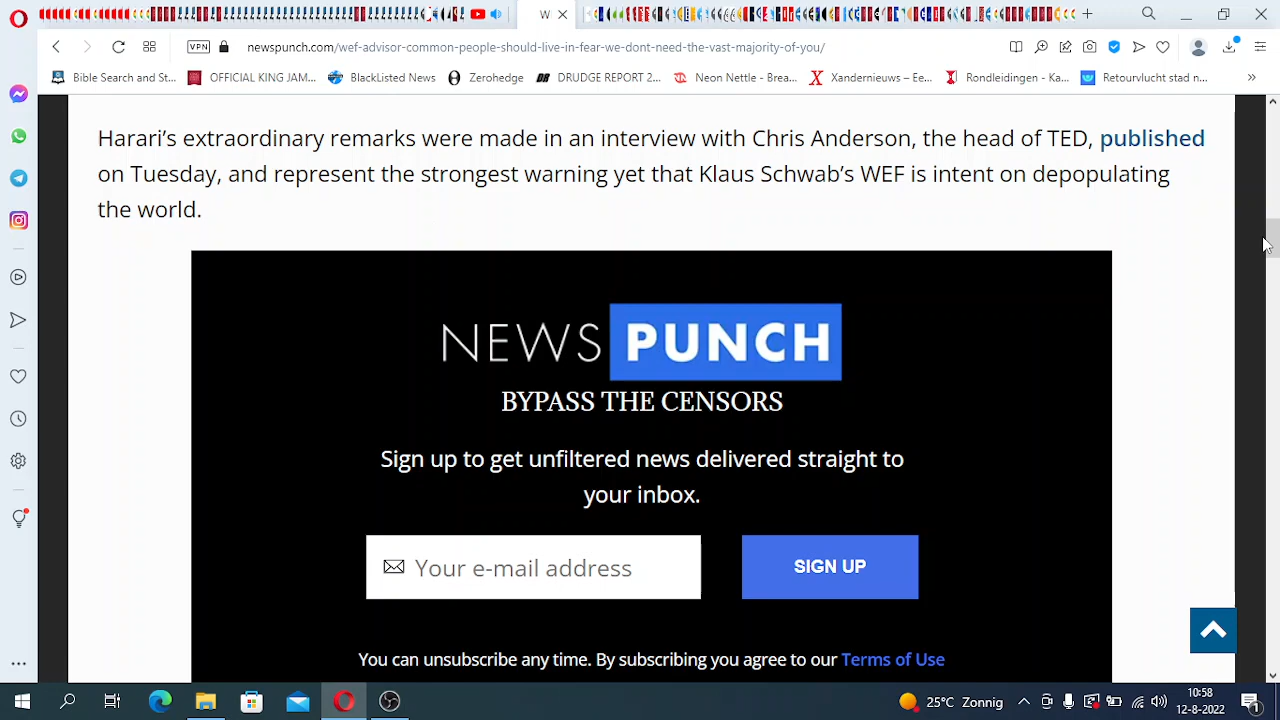 W
VPN
newspunch.com/wef-advisor-common-people-should-live-in-fear-we-dont-need-the-vast-majority-of-you/
Bible Search and St...
OFFICIAL KING JAM...
BlackListed News
ZeroHedge
DRUDGE REPORT 2...
Neon Nettle - Brea...
Xandernieuws – Ee...
Rondleidingen - Ka...
Retourvlucht stad n...
Harari’s extraordinary remarks were made in an interview with Chris Anderson, the head of TED, published
on Tuesday, and represent the strongest warning yet that Klaus Schwab’s WEF is intent on depopulating
the world.
NEWS PUNCH
BYPASS THE CENSORS
Sign up to get unfiltered news delivered straight to
your inbox.
Your e-mail address
SIGN UP
You can unsubscribe any time. By subscribing you agree to our Terms of Use
25°C Zonnig
10:58
12-8-2022